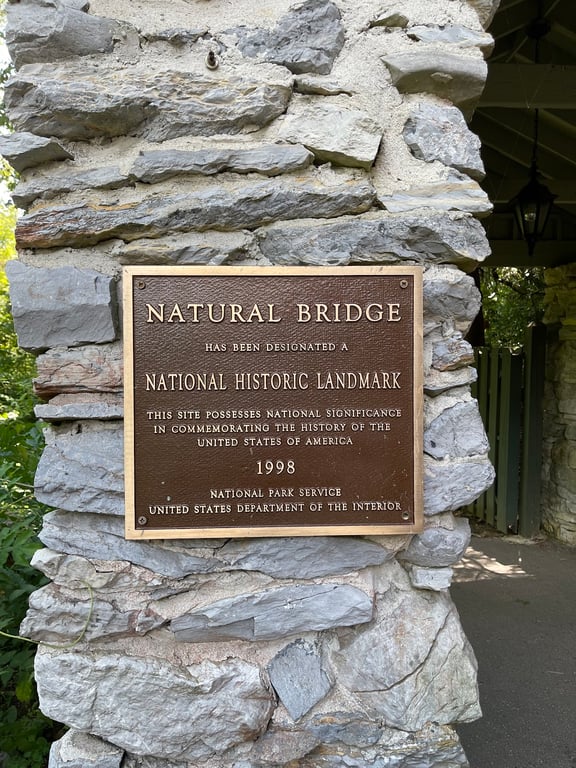 NATURAL BRIDGE
HAS BEEN DESIGNATED A
NATIONAL HISTORIC LANDMARK
THIS SITE POSSESSES NATIONAL SIGNIFICANCE
IN COMMEMORATING THE HISTORY OF THE
UNITED STATES OF AMERICA
1998
NATIONAL PARK SERVICE
UNITED STATES DEPARTMENT OF THE INTERIOR